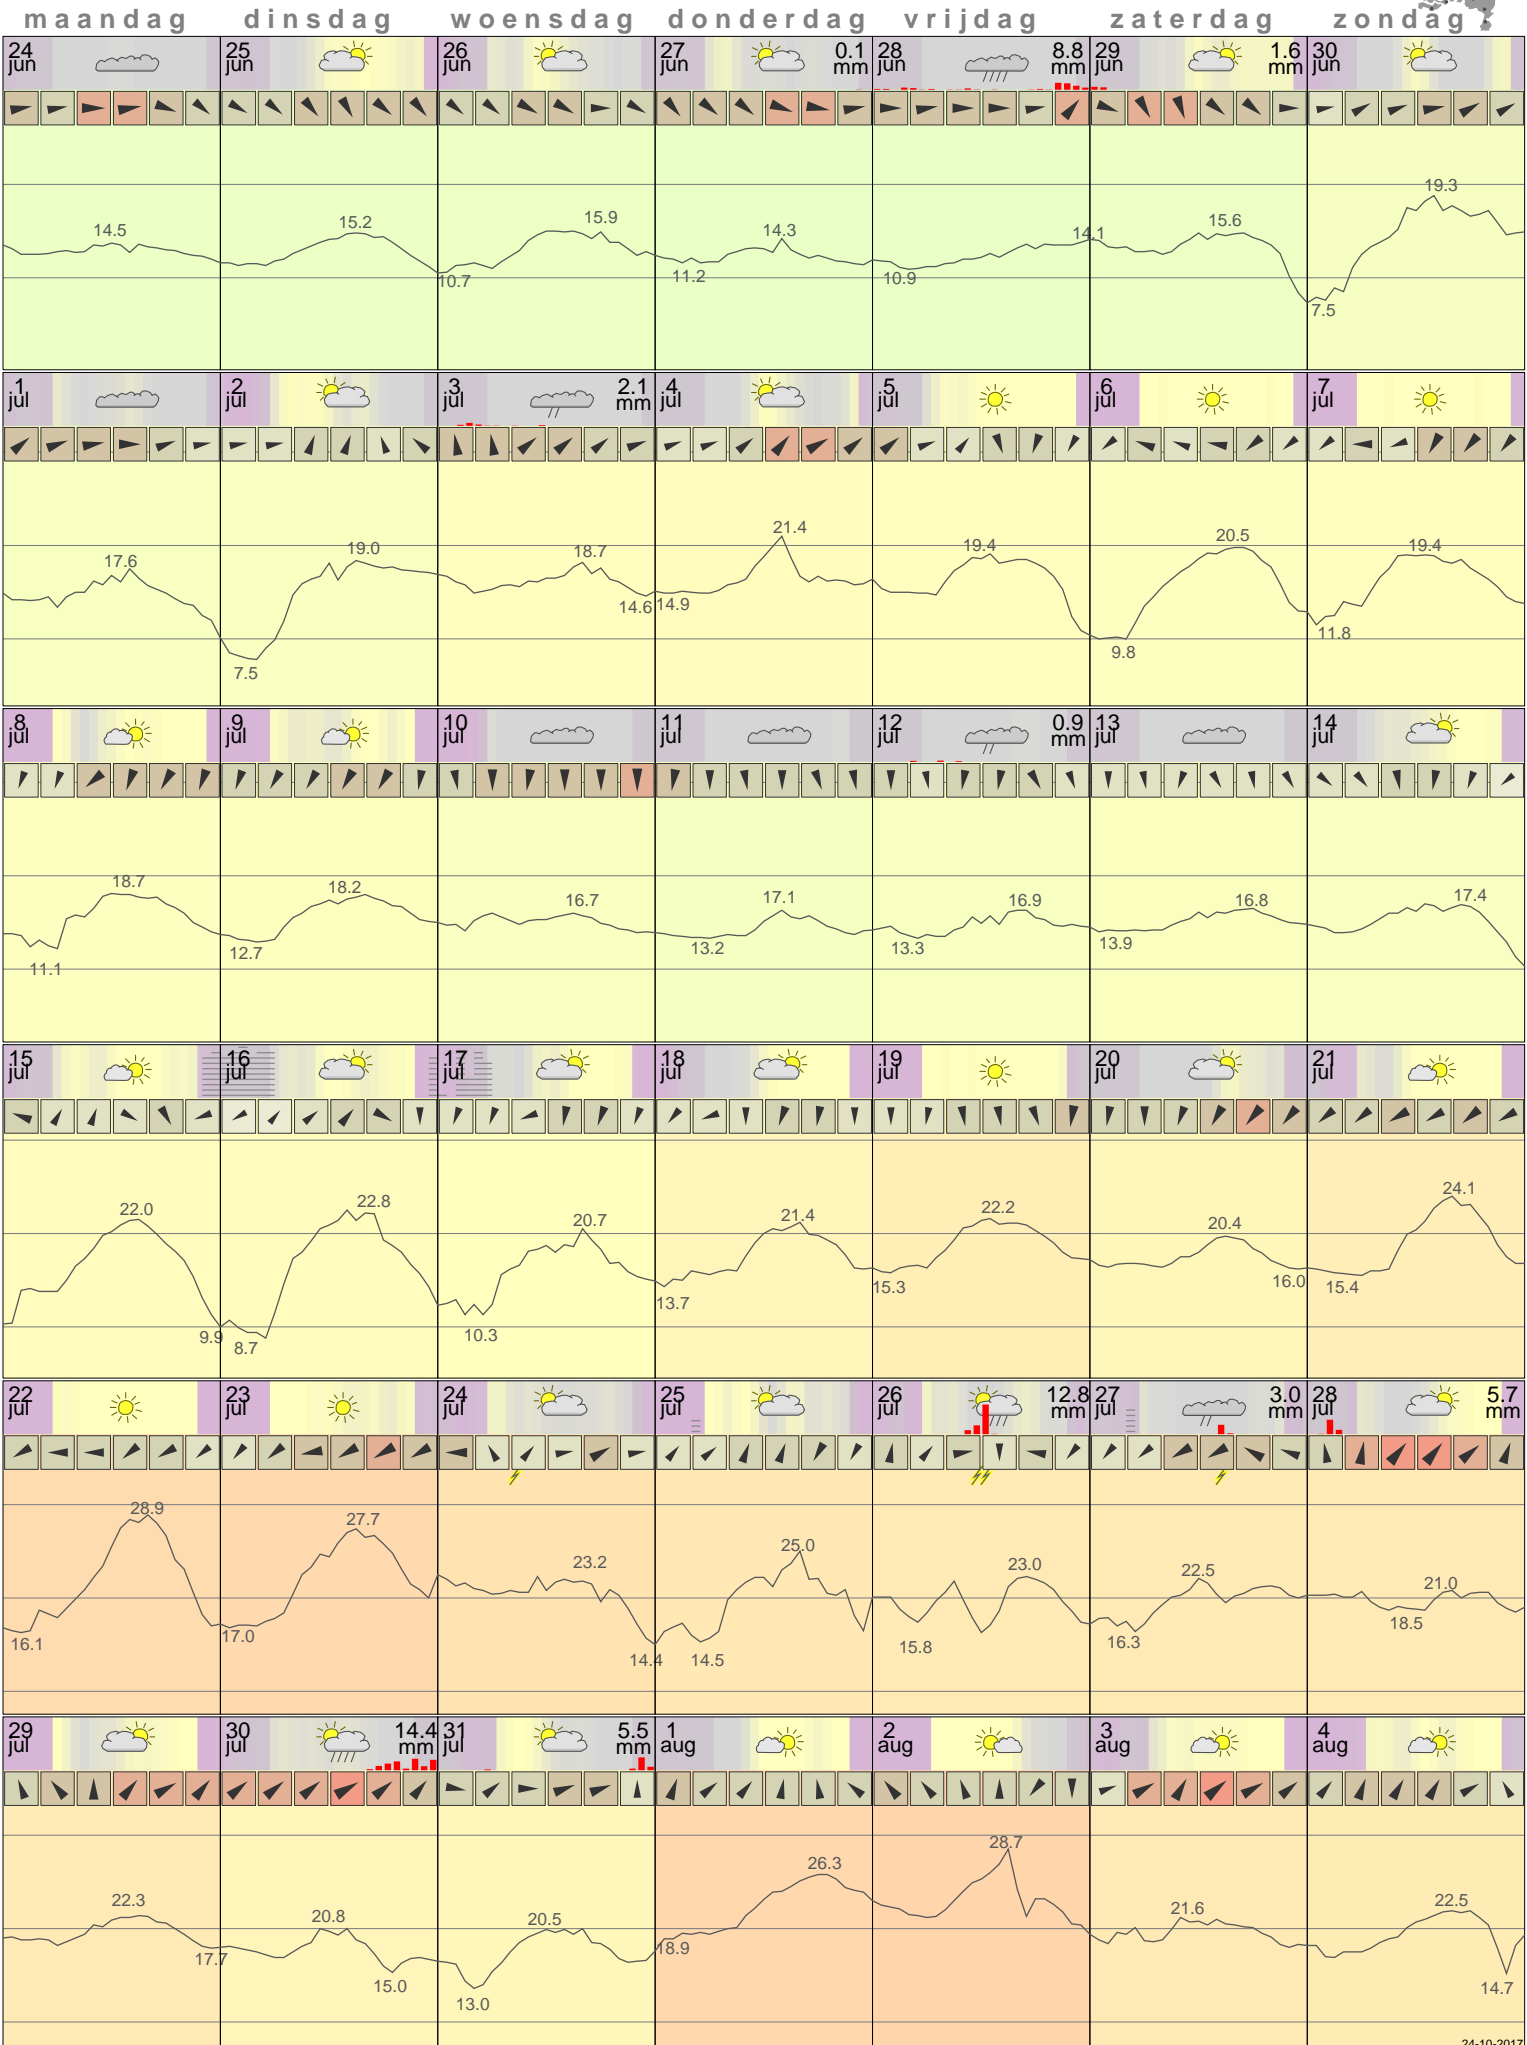 maandag dinsdag woensdag donderdag vrijdag zaterdag zondag
24 jun 25 jun 26 jun 27 jun 0.1 mm 28 jun 8.8 mm 29 jun 1.6 mm 30 jun
14.5 15.2 10.7 15.9 11.2 14.3 10.9 14.1 15.6 7.5 19.3
1 jul 2 jul 3 jul 2.1 mm 4 jul 5 jul 6 jul 7 jul
17.6 7.5 19.0 18.7 14.6 14.9 21.4 19.4 9.8 20.5 11.8 19.4
8 jul 9 jul 10 jul 11 jul 12 jul 0.9 mm 13 jul 14 jul
11.1 18.7 12.7 18.2 16.7 13.2 17.1 13.3 16.9 13.9 16.8 17.4
15 jul 16 jul 17 jul 18 jul 19 jul 20 jul 21 jul
22.0 9.9 8.7 22.8 10.3 20.7 13.7 21.4 15.3 22.2 20.4 16.0 15.4 24.1
22 jul 23 jul 24 jul 25 jul 26 jul 12.8 mm 27 jul 3.0 mm 28 jul 5.7 mm
16.1 28.9 17.0 27.7 23.2 14.4 14.5 25.0 15.8 23.0 16.3 22.5 18.5 21.0
29 jul 30 jul 14.4 mm 31 jul 5.5 mm 1 aug 2 aug 3 aug 4 aug
22.3 17.7 20.8 15.0 13.0 20.5 18.9 26.3 28.7 21.6 22.5 14.7
24-10-2017